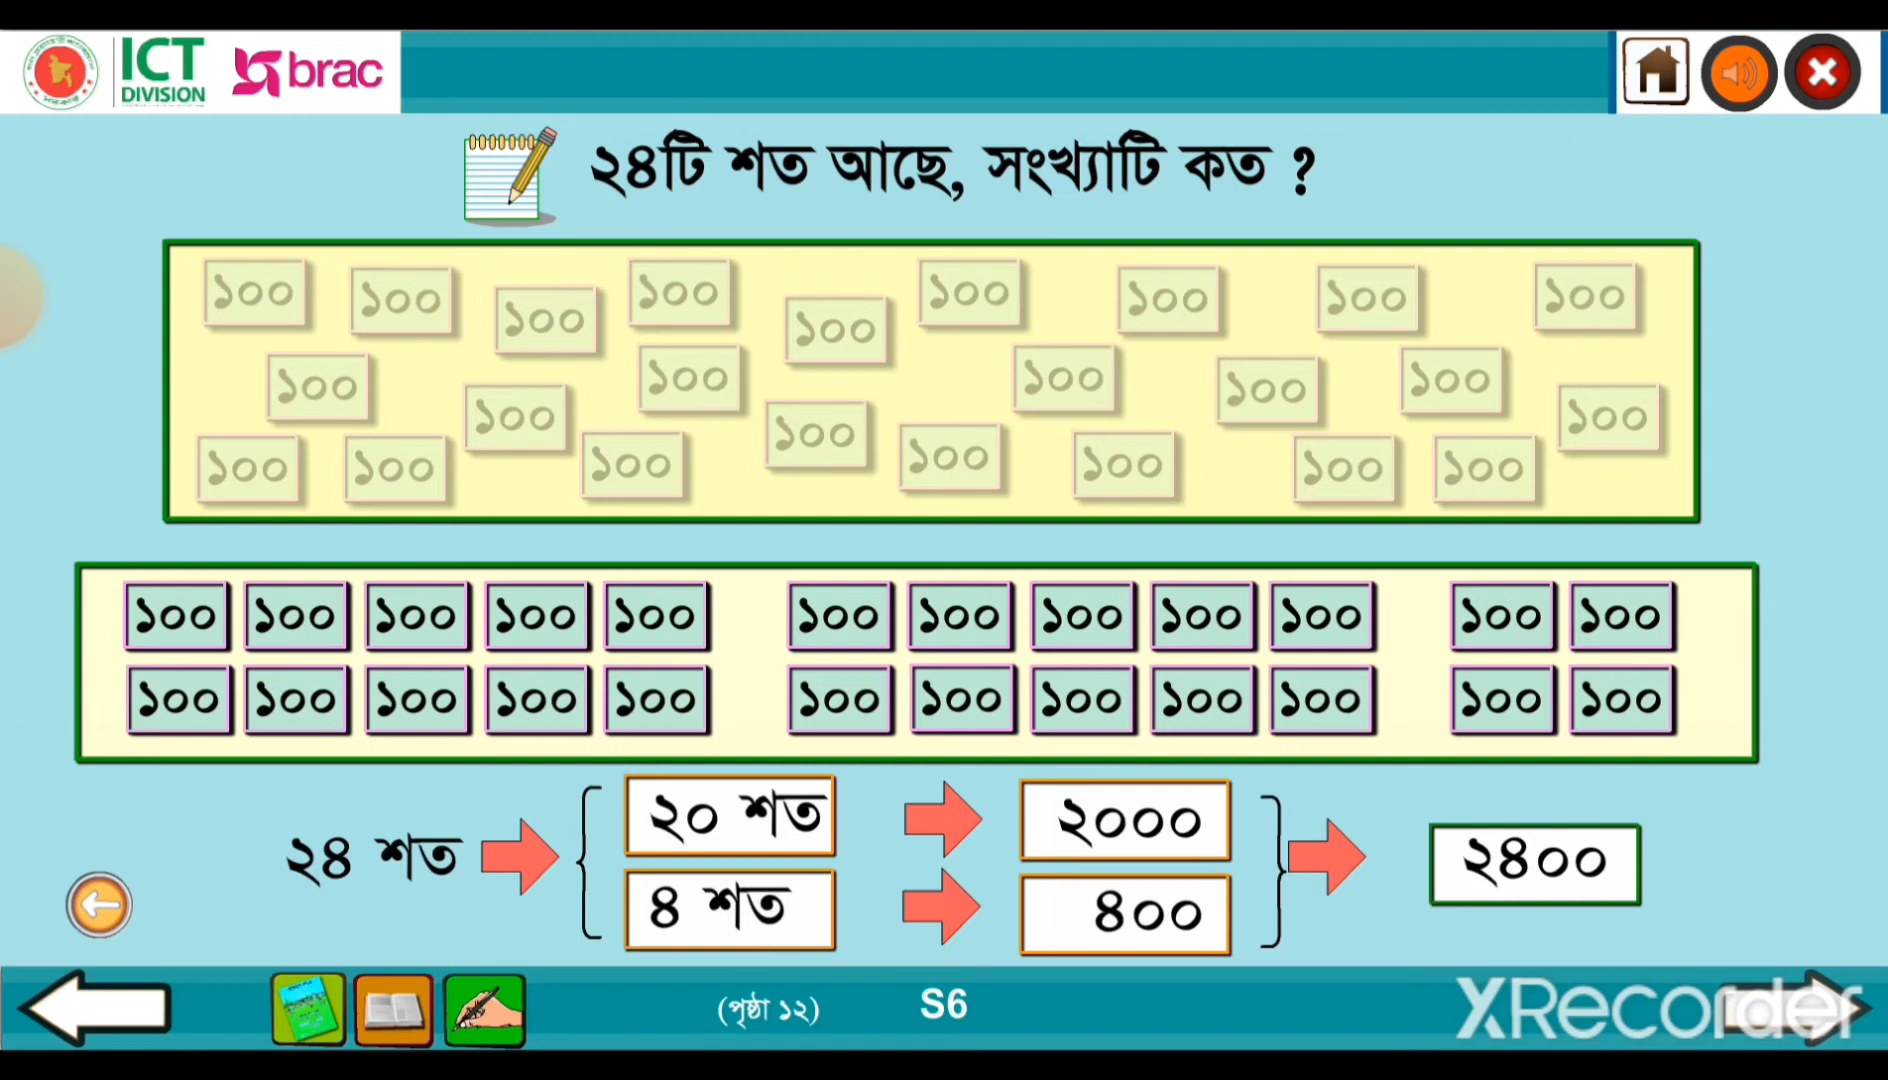 ICT
DIVISION
brac
২৪টি শত আছে, সংখ্যাটি কত ?
১০০ ১০০ ১০০ ১০০ ১০০ ১০০ ১০০ ১০০ ১০০
১০০ ১০০ ১০০ ১০০ ১০০ ১০০ ১০০
১০০ ১০০ ১০০ ১০০ ১০০ ১০০ ১০০ ১০০
১০০ ১০০ ১০০ ১০০ ১০০ ১০০ ১০০ ১০০ ১০০ ১০০ ১০০ ১০০
১০০ ১০০ ১০০ ১০০ ১০০ ১০০ ১০০ ১০০ ১০০ ১০০ ১০০ ১০০
২৪ শত
২০ শত ২০০০
৪ শত ৪০০
২৪০০
(পৃষ্ঠা ১২) S6
XRecorder